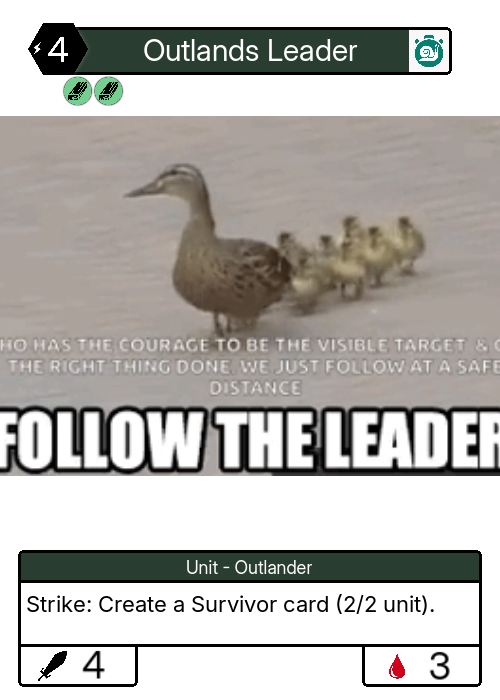 4
Outlands Leader
HO HAS THE COURAGE TO BE THE VISIBLE TARGET &
THE RIGHT THING DONE. WE JUST FOLLOW AT A SAFE
DISTANCE
FOLLOW THE LEADER
Unit - Outlander
Strike: Create a Survivor card (2/2 unit).
4
3